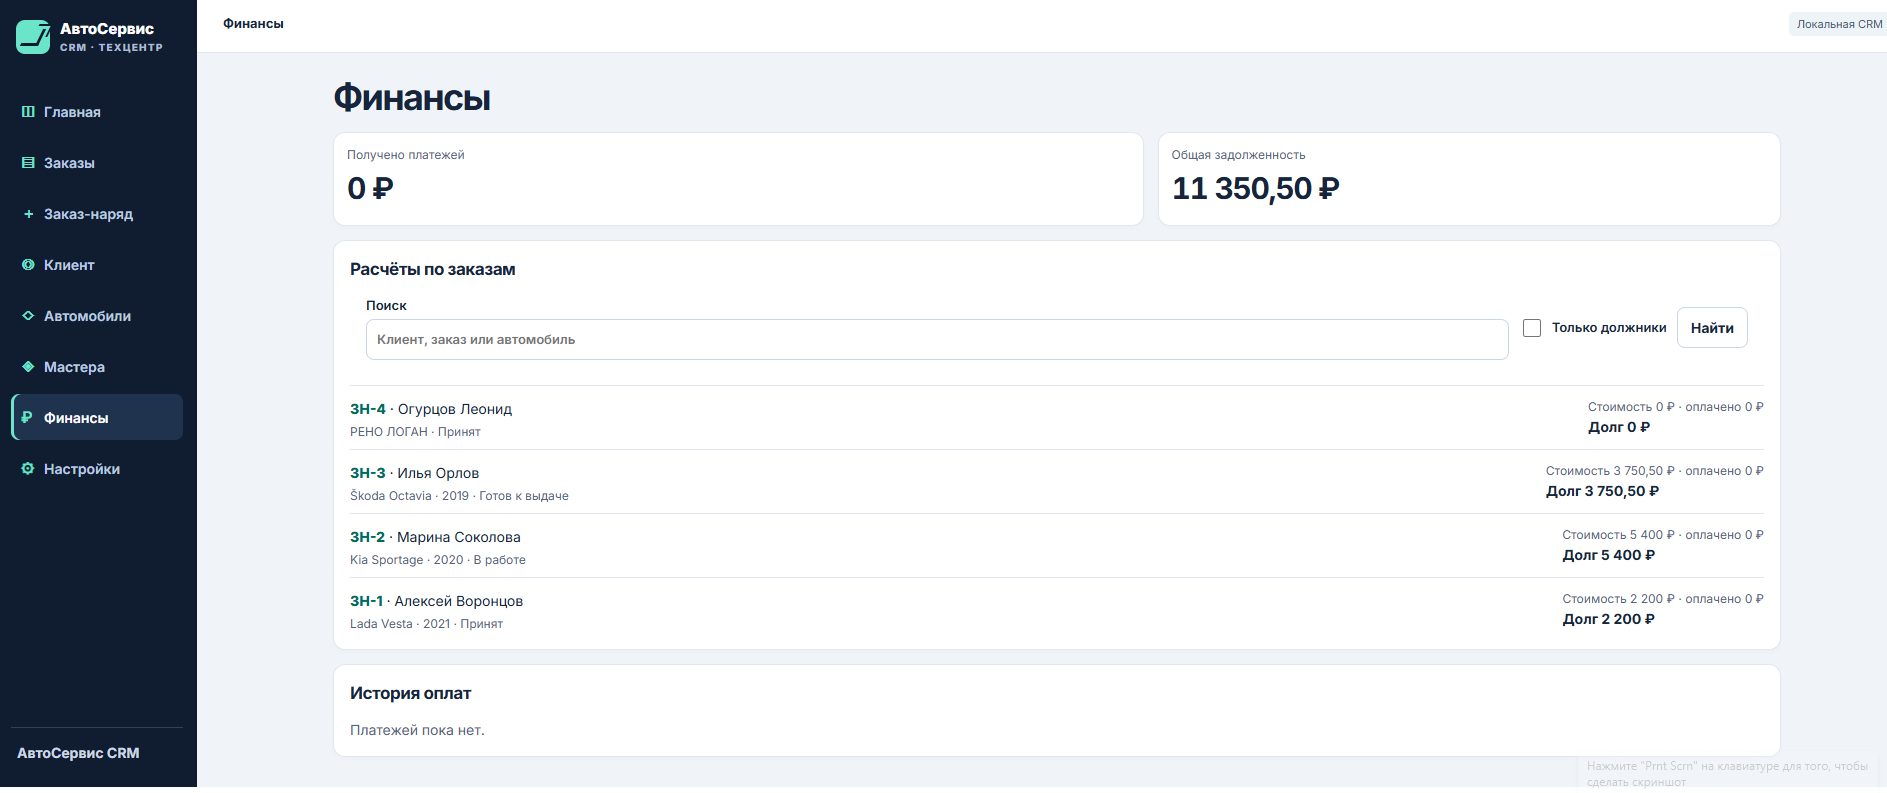 АвтоСервис
CRM · ТЕХЦЕНТР
Главная
Заказы
Заказ-наряд
Клиент
Автомобили
Мастера
₽ Финансы
Настройки
АвтоСервис CRM
Финансы
Локальная CRM
Финансы
Получено платежей
0 ₽
Общая задолженность
11 350,50 ₽
Расчёты по заказам
Поиск
Клиент, заказ или автомобиль
Только должники
Найти
ЗН-4 · Огурцов Леонид
РЕНО ЛОГАН · Принят
Стоимость 0 ₽ · оплачено 0 ₽
Долг 0 ₽
ЗН-3 · Илья Орлов
Škoda Octavia · 2019 · Готов к выдаче
Стоимость 3 750,50 ₽ · оплачено 0 ₽
Долг 3 750,50 ₽
ЗН-2 · Марина Соколова
Kia Sportage · 2020 · В работе
Стоимость 5 400 ₽ · оплачено 0 ₽
Долг 5 400 ₽
ЗН-1 · Алексей Воронцов
Lada Vesta · 2021 · Принят
Стоимость 2 200 ₽ · оплачено 0 ₽
Долг 2 200 ₽
История оплат
Платежей пока нет.
Нажмите "Prnt Scrn" на клавиатуре для того, чтобы
сделать скриншот